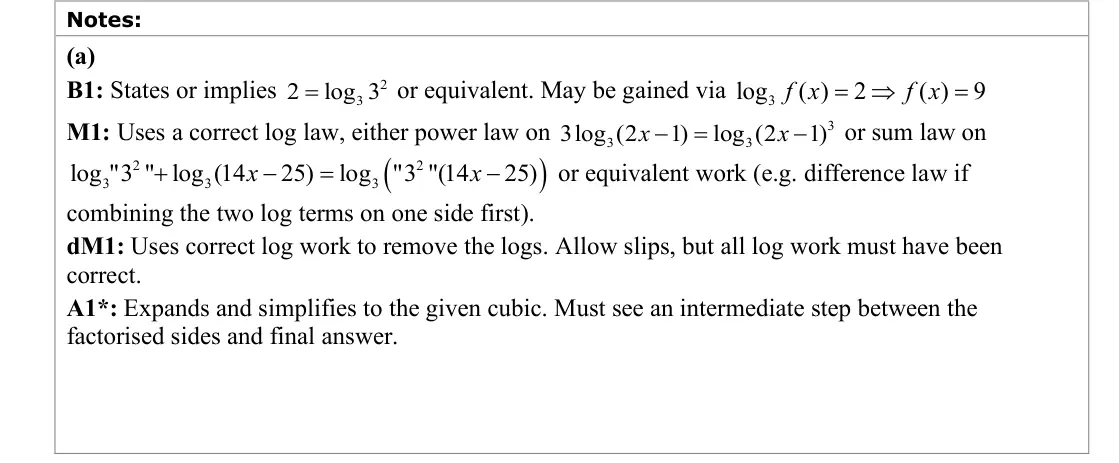 Notes:
(a)
B1: States or implies 2 = log₃ 3² or equivalent. May be gained via log₃ f(x) = 2 ⇒ f(x) = 9
M1: Uses a correct log law, either power law on 3log₃(2x − 1) = log₃(2x − 1)³ or sum law on
log₃"3²"+ log₃(14x − 25) = log₃("3²"(14x − 25)) or equivalent work (e.g. difference law if
combining the two log terms on one side first).
dM1: Uses correct log work to remove the logs. Allow slips, but all log work must have been
correct.
A1*: Expands and simplifies to the given cubic. Must see an intermediate step between the
factorised sides and final answer.